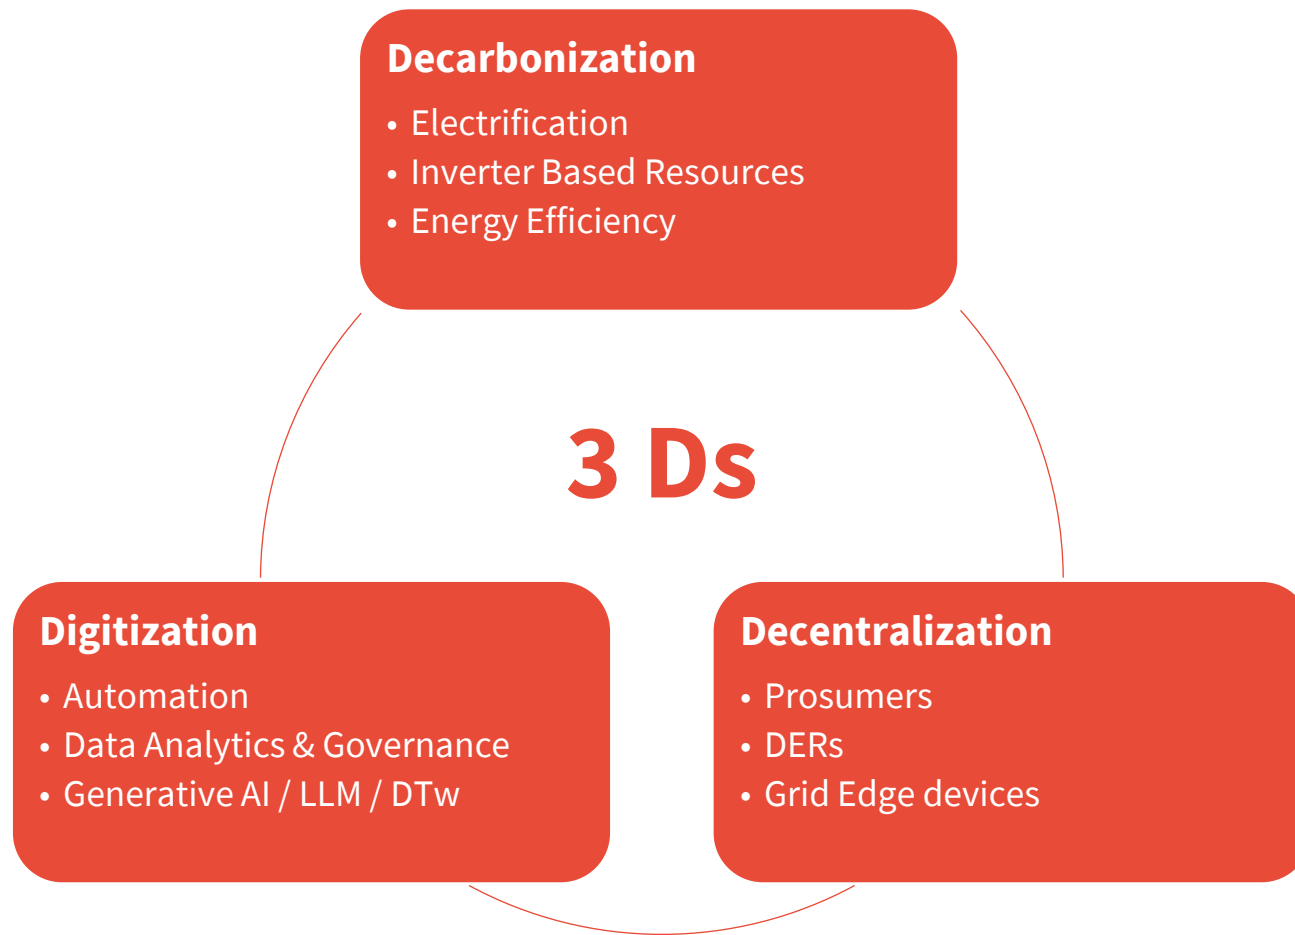 Decarbonization
• Electrification
• Inverter Based Resources
• Energy Efficiency
3 Ds
Digitization
• Automation
• Data Analytics & Governance
• Generative AI / LLM / DTw
Decentralization
• Prosumers
• DERs
• Grid Edge devices